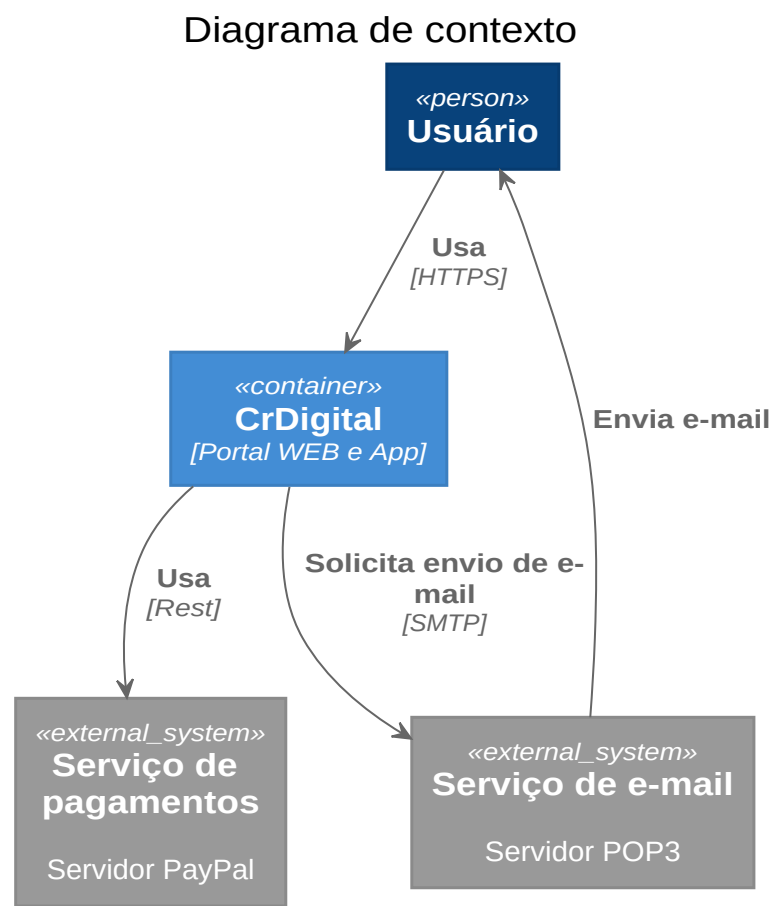 Diagrama de contexto
«person»
Usuário
Usa
[HTTPS]
«container»
CrDigital
[Portal WEB e App]
Envia e-mail
Usa
[Rest]
Solicita envio de e-
mail
[SMTP]
«external_system»
Serviço de
pagamentos
Servidor PayPal
«external_system»
Serviço de e-mail
Servidor POP3